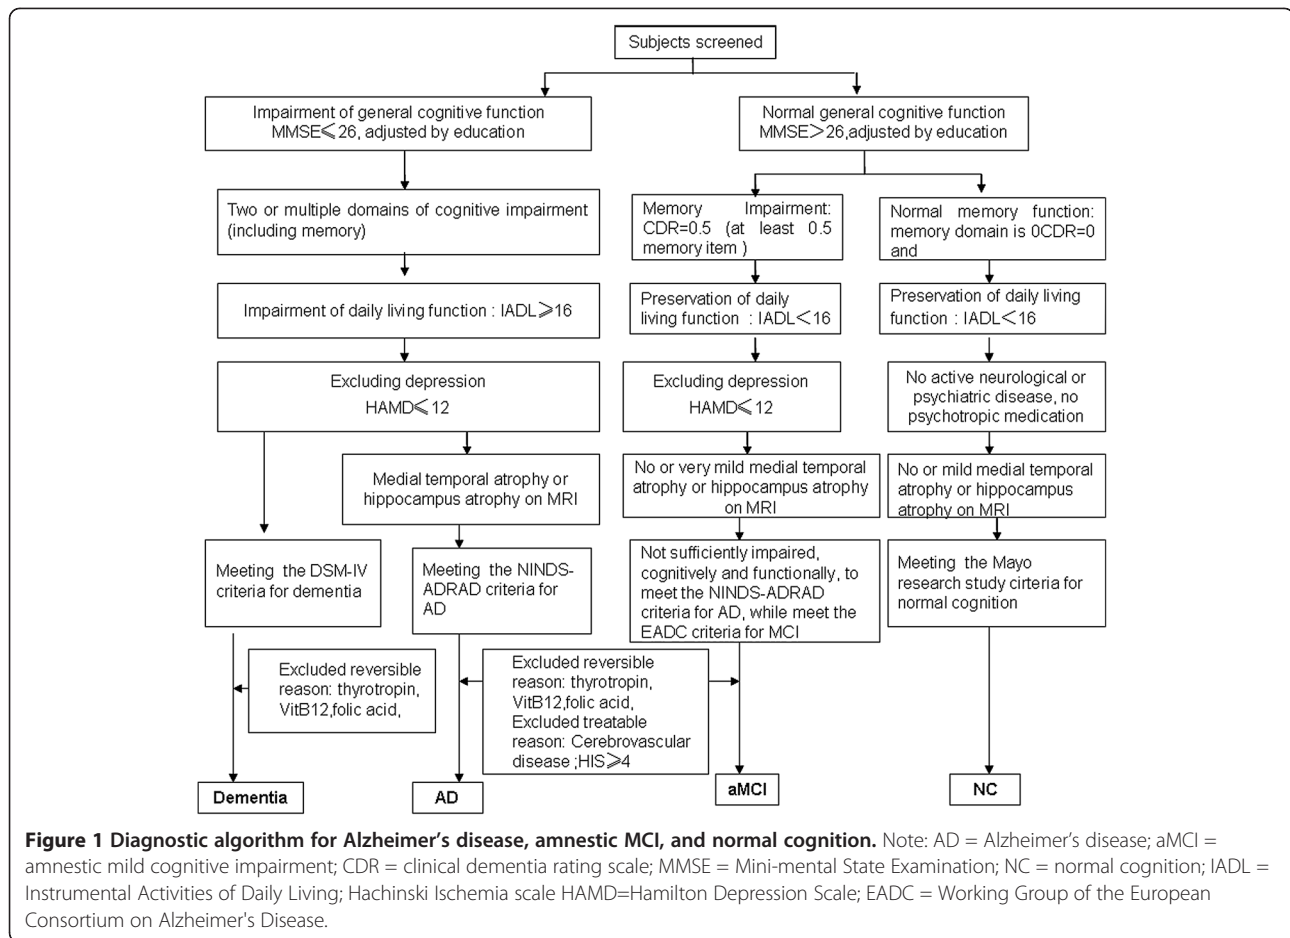 Subjects screened
Impairment of general cognitive function
MMSE⩽26, adjusted by education
Normal general cognitive function
MMSE>26,adjusted by education
Two or multiple domains of cognitive impairment
(including memory)
Memory Impairment:
CDR=0.5 (at least 0.5
memory item )
Normal memory function:
memory domain is 0CDR=0
and
Impairment of daily living function : IADL⩾16
Preservation of daily
living function : IADL<16
Preservation of daily living
function : IADL<16
Excluding depression
HAMD⩽12
Excluding depression
HAMD⩽12
No active neurological or
psychiatric disease, no
psychotropic medication
Medial temporal atrophy or
hippocampus atrophy on MRI
No or very mild medial temporal
atrophy or hippocampus atrophy
on MRI
No or mild medial temporal
atrophy or hippocampus
atrophy on MRI
Meeting the DSM-IV
criteria for dementia
Meeting the NINDS-
ADRAD criteria for
AD
Not sufficiently impaired,
cognitively and functionally, to
meet the NINDS-ADRAD
criteria for AD, while meet the
EADC criteria for MCI
Meeting the Mayo
research study cirteria for
normal cognition
Excluded reversible
reason: thyrotropin,
VitB12,folic acid,
Excluded reversible
reason: thyrotropin,
VitB12,folic acid,
Excluded treatable
reason: Cerebrovascular
disease ;HIS⩾4
Dementia
AD
aMCI
NC
Figure 1 Diagnostic algorithm for Alzheimer's disease, amnestic MCI, and normal cognition. Note: AD = Alzheimer's disease; aMCI =
amnestic mild cognitive impairment; CDR = clinical dementia rating scale; MMSE = Mini-mental State Examination; NC = normal cognition; IADL =
Instrumental Activities of Daily Living; Hachinski Ischemia scale HAMD=Hamilton Depression Scale; EADC = Working Group of the European
Consortium on Alzheimer's Disease.